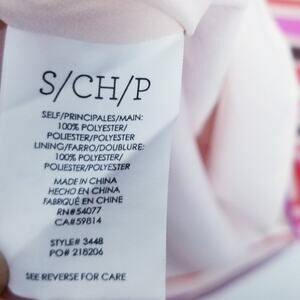 S/CH/P
SELF/PRINCIPALES/MAIN:
100% POLYESTER/
POLIESTER/POLYESTER
LINING/FARRO/DOUBLURE:
100% POLYESTER/
POLIESTER/POLYESTER
MADE IN CHINA
HECHO EN CHINA
FABRIQUÉ EN CHINE
RN#54077
CA#59814
STYLE# 3448
PO# 218206
SEE REVERSE FOR CARE